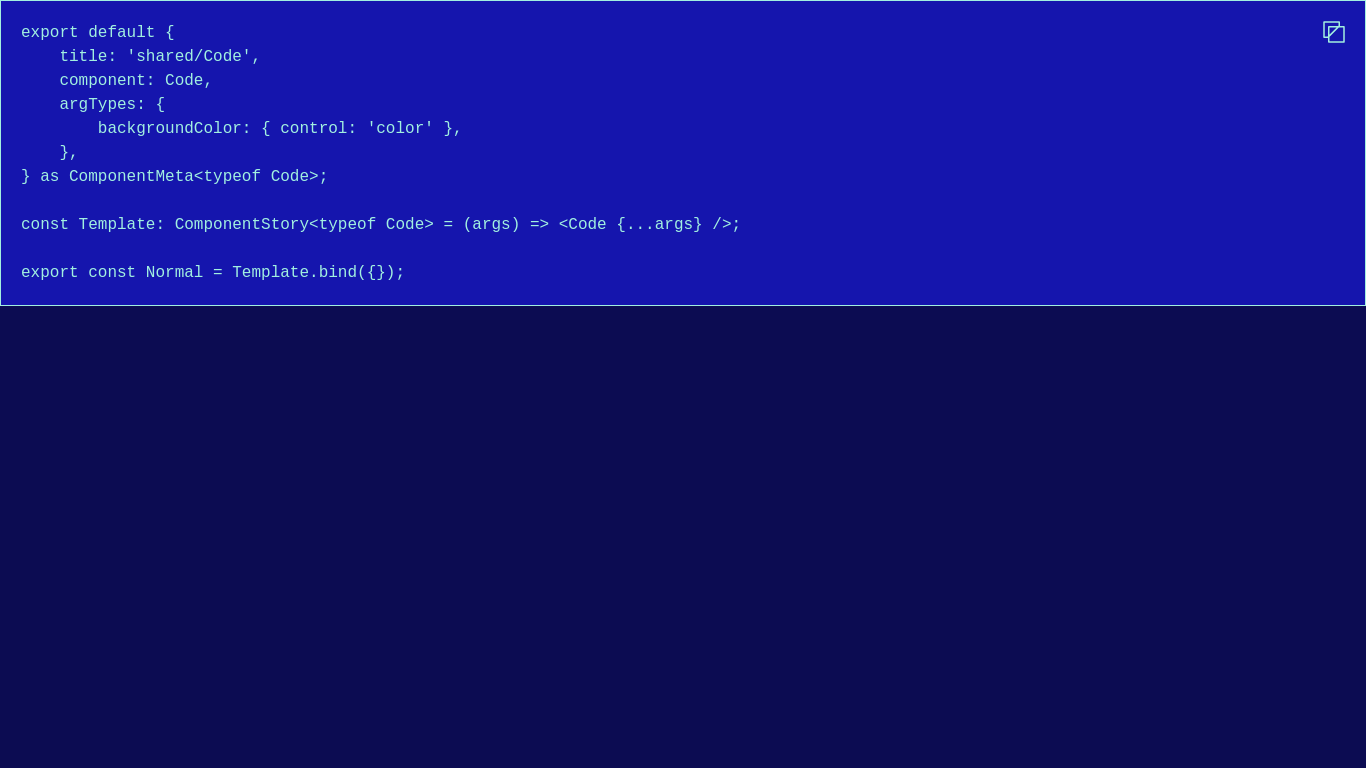 export default {
    title: 'shared/Code',
    component: Code,
    argTypes: {
        backgroundColor: { control: 'color' },
    },
} as ComponentMeta<typeof Code>;

const Template: ComponentStory<typeof Code> = (args) => <Code {...args} />;

export const Normal = Template.bind({});